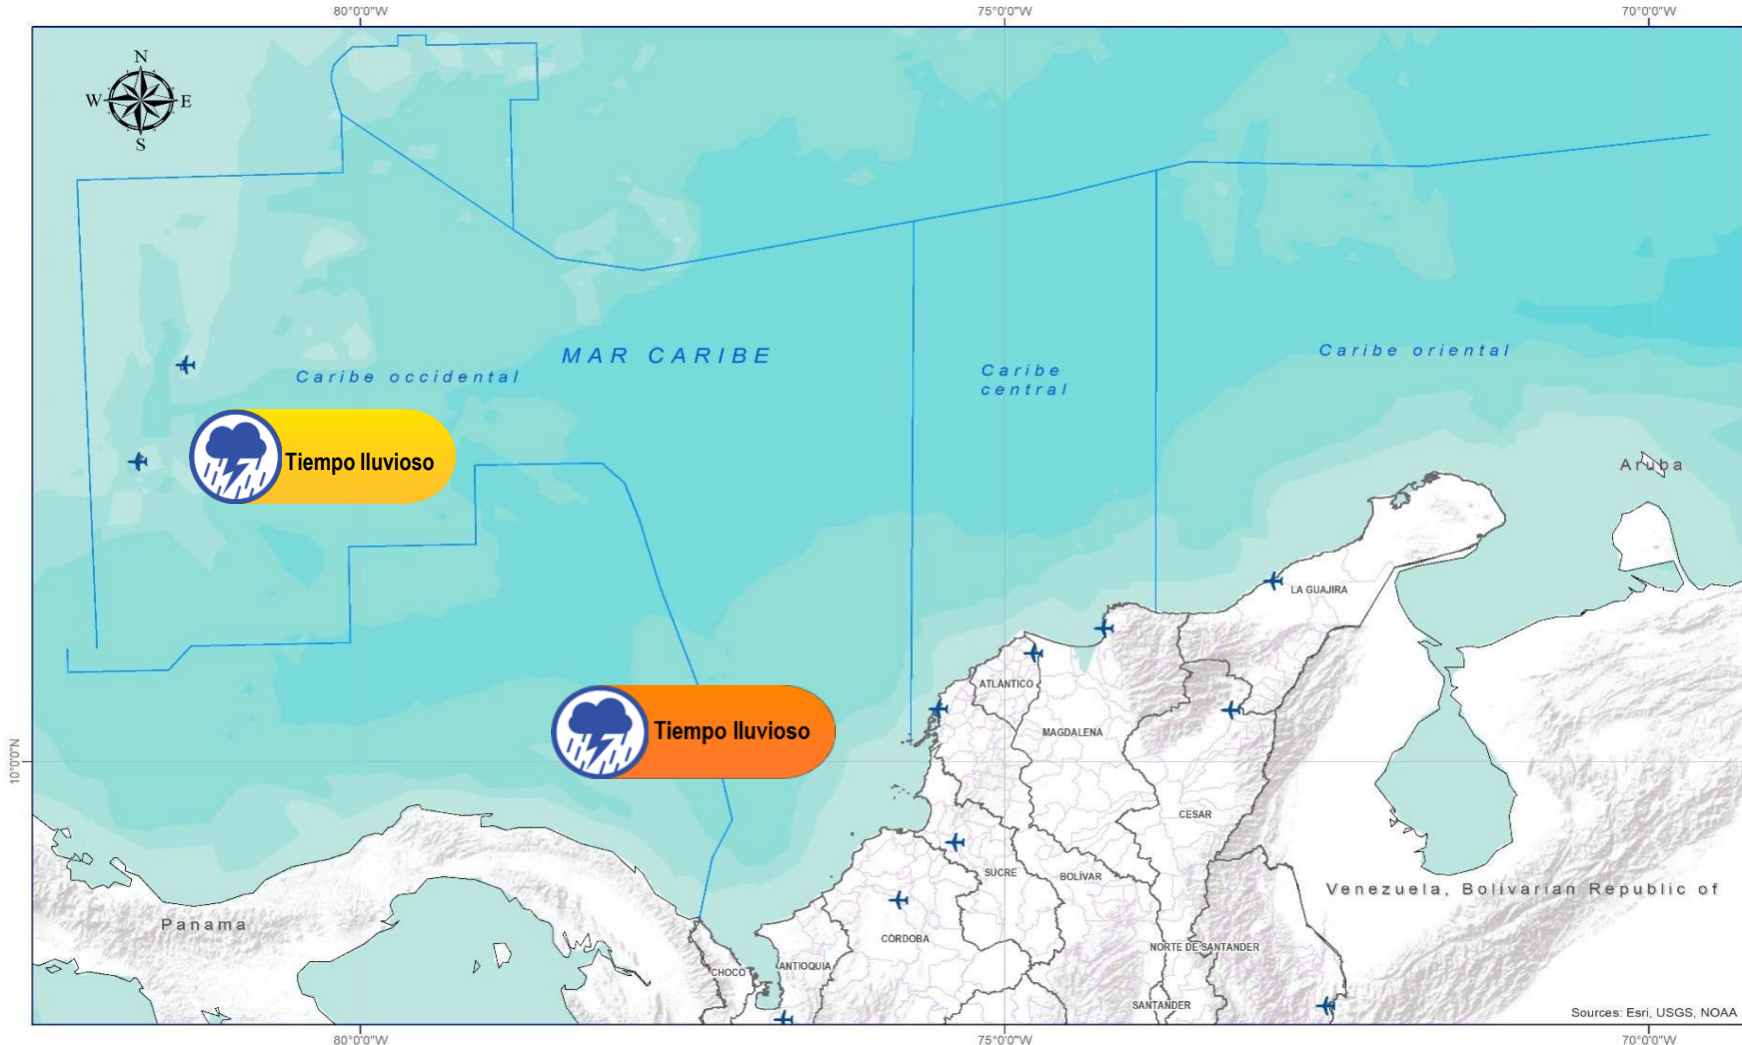 80°0'0"W
75°0'0"W
70°0'0"W
N
W
E
S
MAR CARIBE
Caribe oriental
Caribe occidental
Caribe
central
Tiempo lluvioso
Aruba
LA GUAJIRA
ATLÁNTICO
Tiempo lluvioso
MAGDALENA
10°0'0"N
CESAR
SUCRE
BOLÍVAR
Venezuela, Bolivarian Republic of
Panama
CÓRDOBA
NORTE DE SANTANDER
CHOCÓ
ANTIOQUIA
SANTANDER
Sources: Esri, USGS, NOAA
80°0'0"W
75°0'0"W
70°0'0"W